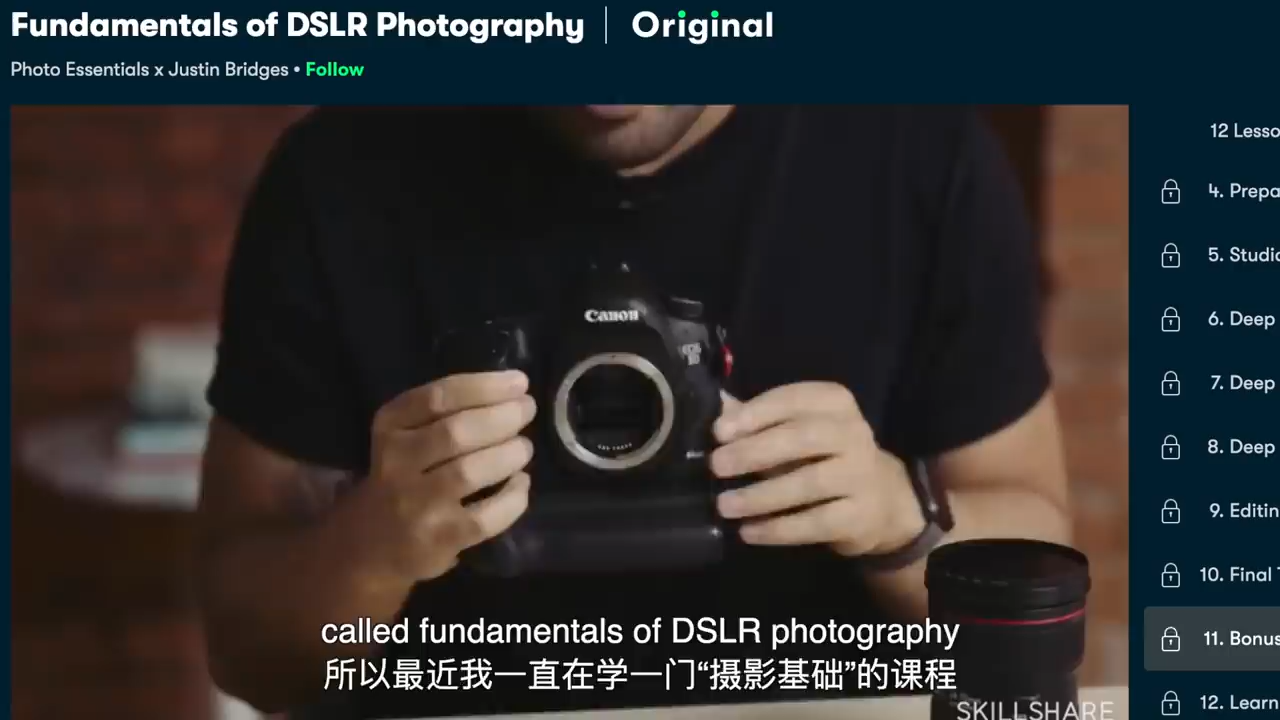 Fundamentals of DSLR Photography | Original
Photo Essentials x Justin Bridges • Follow
12 Lesso
4. Prepa
5. Studio
6. Deep
7. Deep
8. Deep
9. Editin
10. Final T
11. Bonus
12. Learn
Canon
EOS
called fundamentals of DSLR photography
所以最近我一直在学一门“摄影基础”的课程
SKILLSHARE